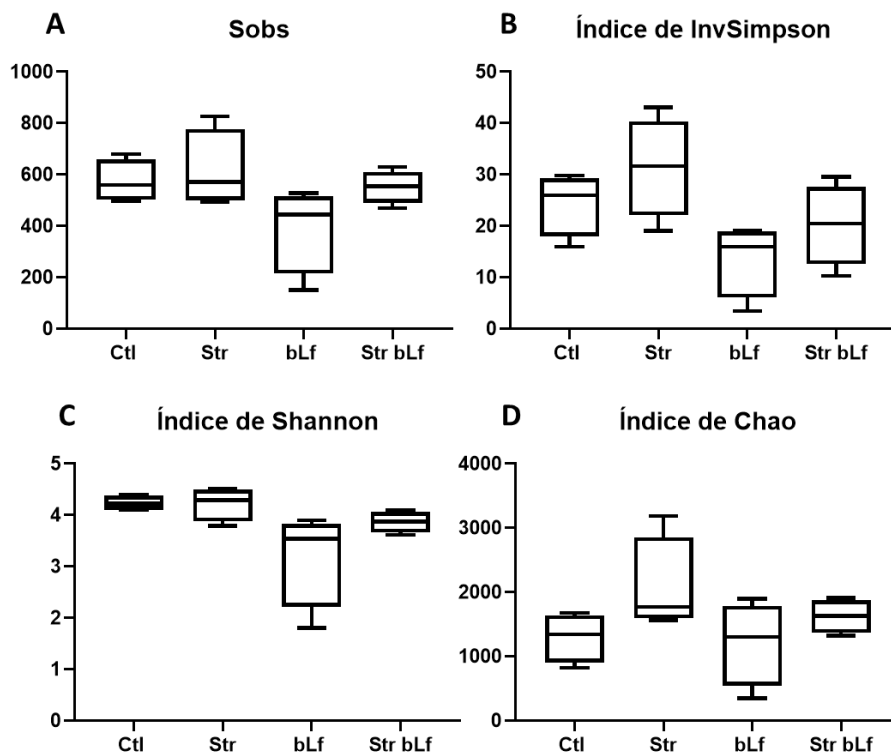 A
Sobs
1000
800
600
400
200
0
Ctl Str bLf Str bLf
B
Índice de InvSimpson
50
40
30
20
10
0
Ctl Str bLf Str bLf
C
Índice de Shannon
5
4
3
2
1
0
Ctl Str bLf Str bLf
D
Índice de Chao
4000
3000
2000
1000
0
Ctl Str bLf Str bLf